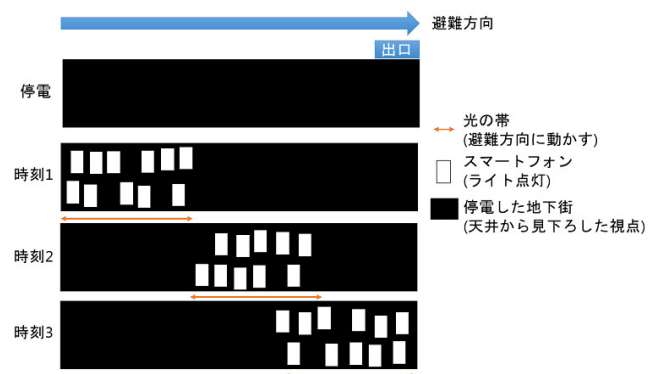 避難方向
出口
停電
時刻1
時刻2
時刻3
光の帯
(避難方向に動かす)
スマートフォン
(ライト点灯)
停電した地下街
(天井から見下ろした視点)